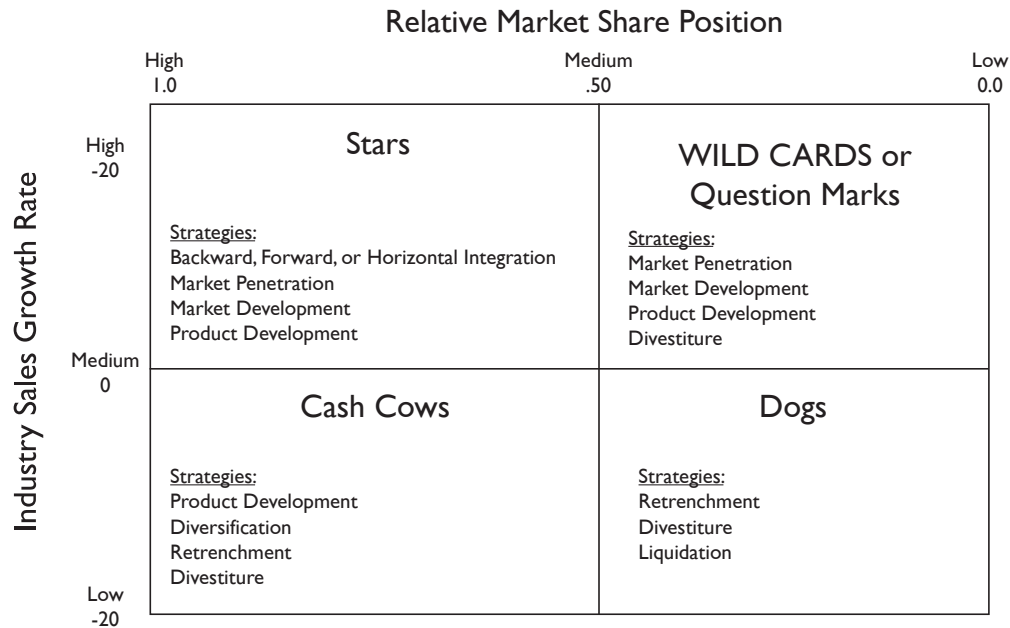 Relative Market Share Position
High
1.0
Medium
.50
Low
0.0
Industry Sales Growth Rate
High
-20
Medium
0
Low
-20
Stars
Strategies:
Backward, Forward, or Horizontal Integration
Market Penetration
Market Development
Product Development
WILD CARDS or
Question Marks
Strategies:
Market Penetration
Market Development
Product Development
Divestiture
Cash Cows
Strategies:
Product Development
Diversification
Retrenchment
Divestiture
Dogs
Strategies:
Retrenchment
Divestiture
Liquidation